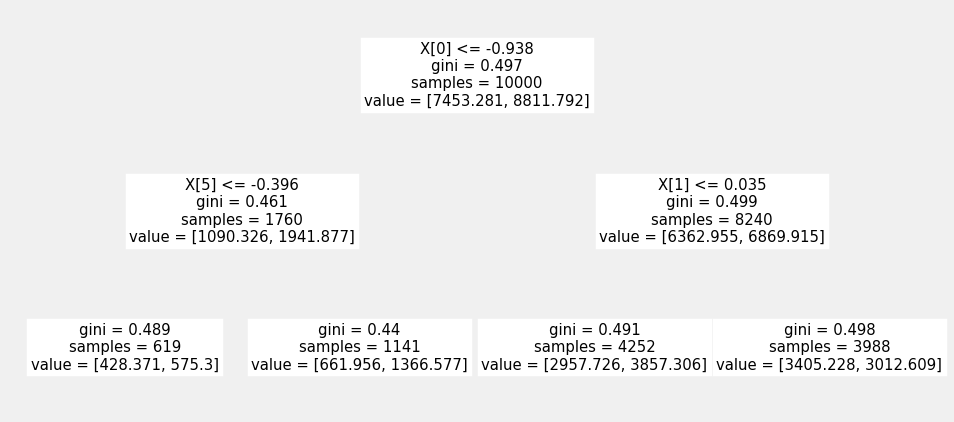 X[0] <= -0.938
gini = 0.497
samples = 10000
value = [7453.281, 8811.792]
X[5] <= -0.396
gini = 0.461
samples = 1760
value = [1090.326, 1941.877]
X[1] <= 0.035
gini = 0.499
samples = 8240
value = [6362.955, 6869.915]
gini = 0.489
samples = 619
value = [428.371, 575.3]
gini = 0.44
samples = 1141
value = [661.956, 1366.577]
gini = 0.491
samples = 4252
value = [2957.726, 3857.306]
gini = 0.498
samples = 3988
value = [3405.228, 3012.609]